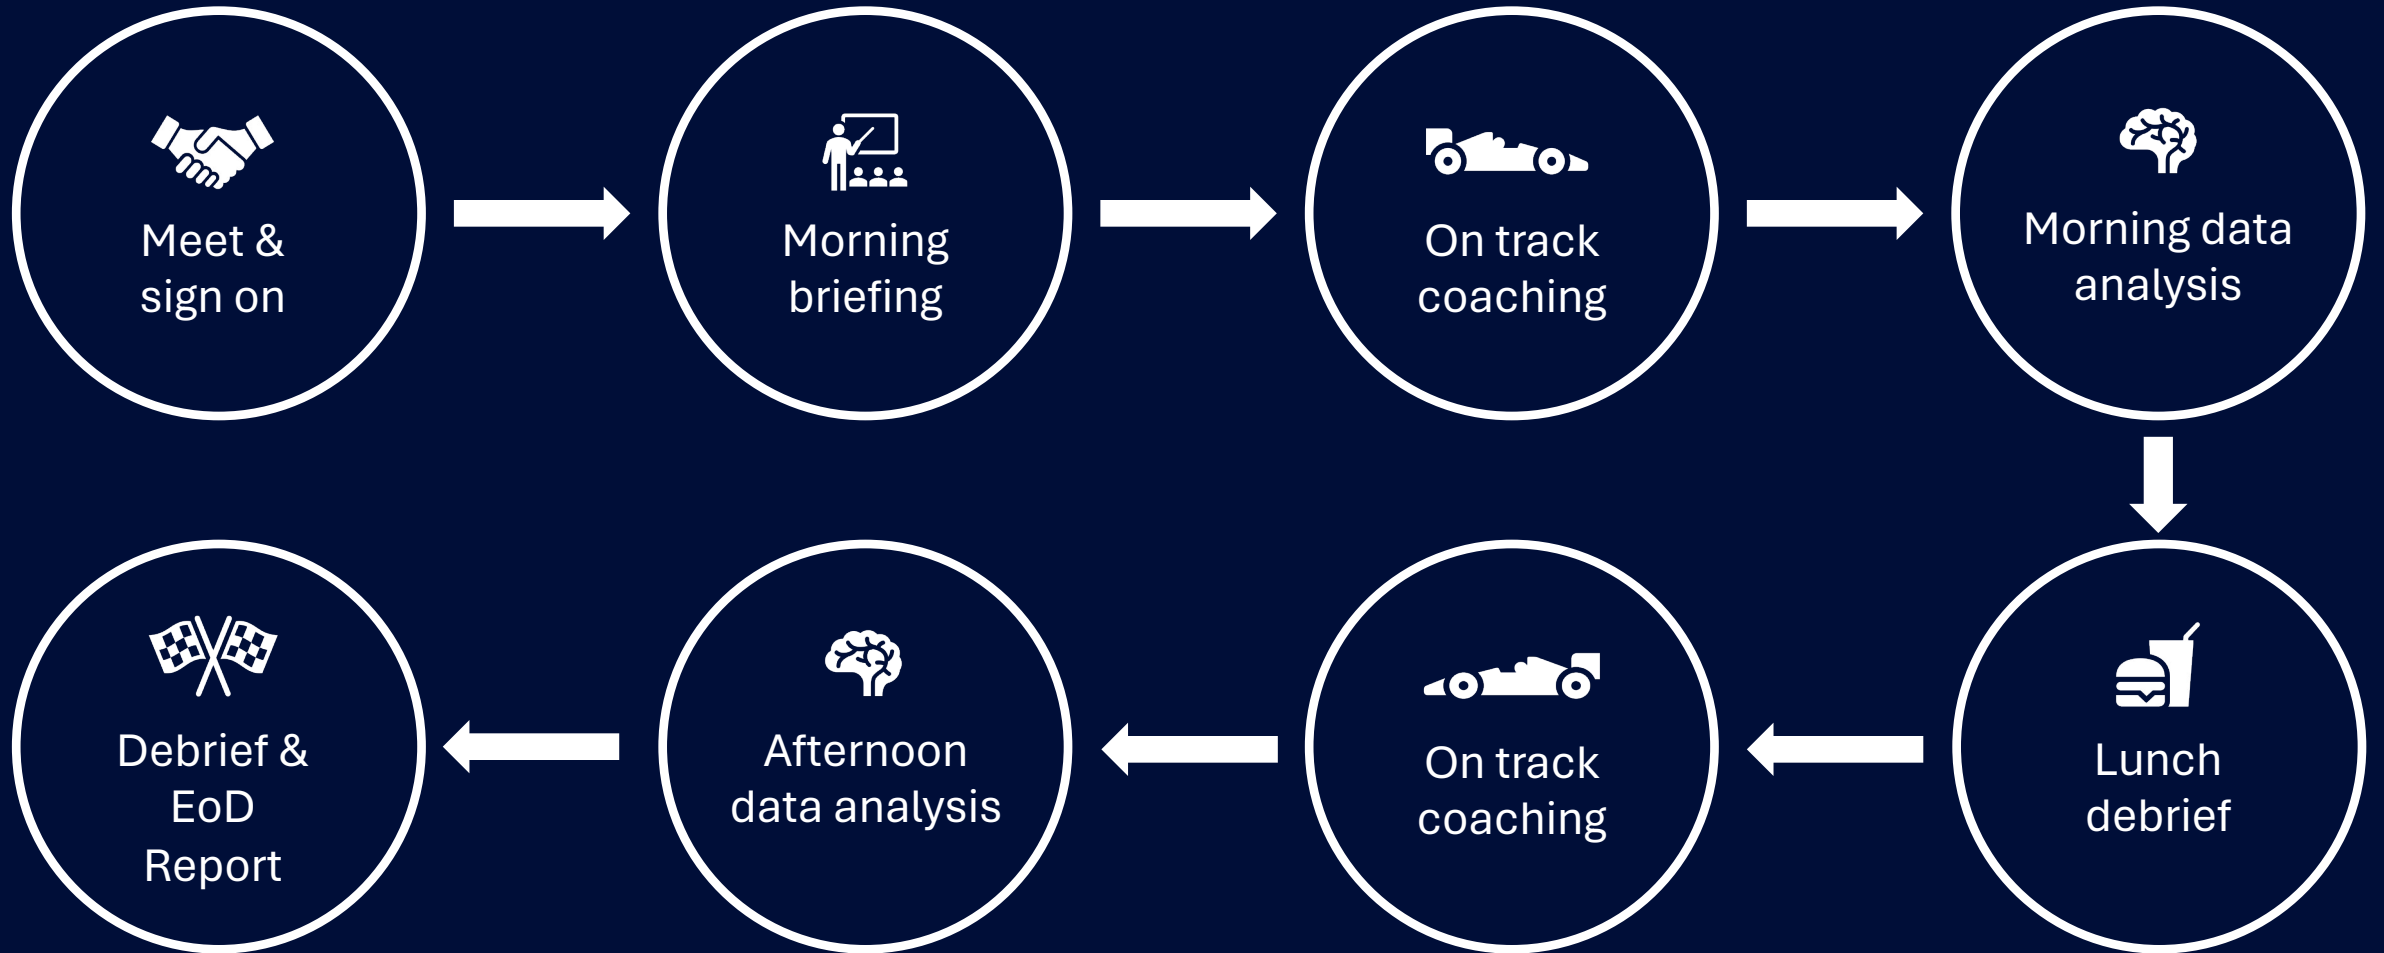 Meet &
sign on
Morning
briefing
On track
coaching
Morning data
analysis
Lunch
debrief
On track
coaching
Afternoon
data analysis
Debrief &
EoD
Report